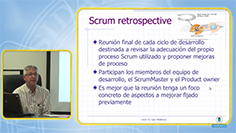 Scrum retrospective
Reunión final de cada ciclo de desarrollo
destinada a revisar la adecuación del propio
proceso Scrum utilizado y proponer mejoras
de proceso
Participan los miembros del equipo de
desarrollo, el ScrumMaster y el Product owner
Es mejor que la reunión tenga un foco
concreto de aspectos a mejorar fijado
previamente